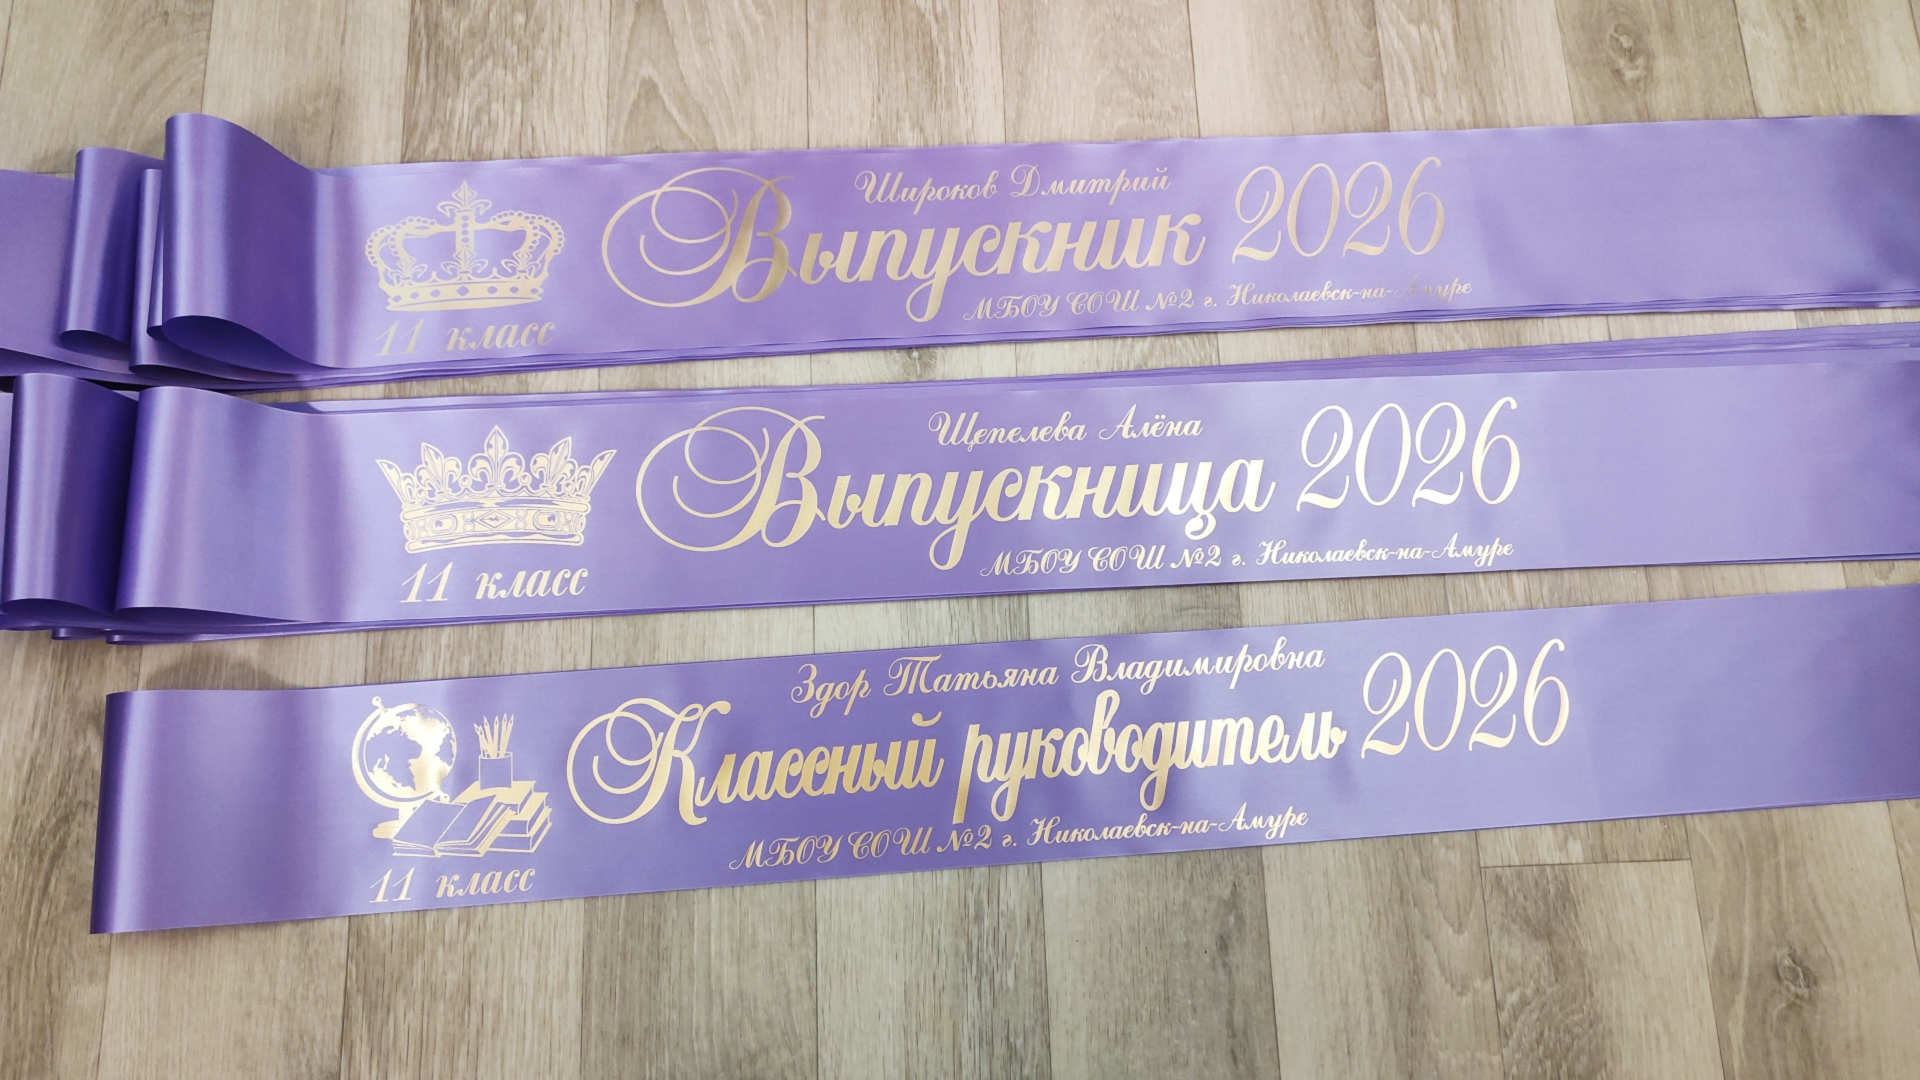 Широков Дмитрий
Выпускник 2026
МБОУ СОШ №2 г. Николаевск-на-Амуре
11 класс
Щепелева Алёна
Выпускница 2026
МБОУ СОШ №2 г. Николаевск-на-Амуре
11 класс
Здор Татьяна Владимировна
Классный руководитель 2026
МБОУ СОШ №2 г. Николаевск-на-Амуре
11 класс